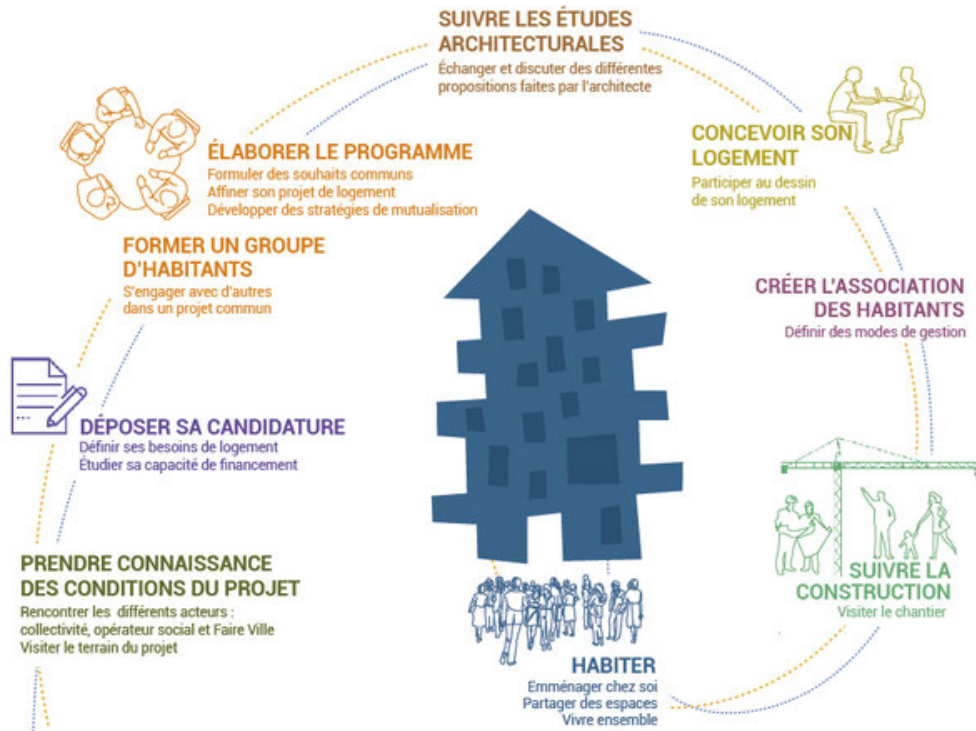 SUIVRE LES ÉTUDES
ARCHITECTURALES
Échanger et discuter des différentes
propositions faites par l'architecte
CONCEVOIR SON
LOGEMENT
Participer au dessin
de son logement
ÉLABORER LE PROGRAMME
Formuler des souhaits communs
Affiner son projet de logement
Développer des stratégies de mutualisation
FORMER UN GROUPE
D'HABITANTS
S'engager avec d'autres
dans un projet commun
CRÉER L'ASSOCIATION
DES HABITANTS
Définir des modes de gestion
DÉPOSER SA CANDIDATURE
Définir ses besoins de logement
Étudier sa capacité de financement
PRENDRE CONNAISSANCE
DES CONDITIONS DU PROJET
Rencontrer les différents acteurs :
collectivité, opérateur social et Faire Ville
Visiter le terrain du projet
SUIVRE LA
CONSTRUCTION
Visiter le chantier
HABITER
Emménager chez soi
Partager des espaces
Vivre ensemble